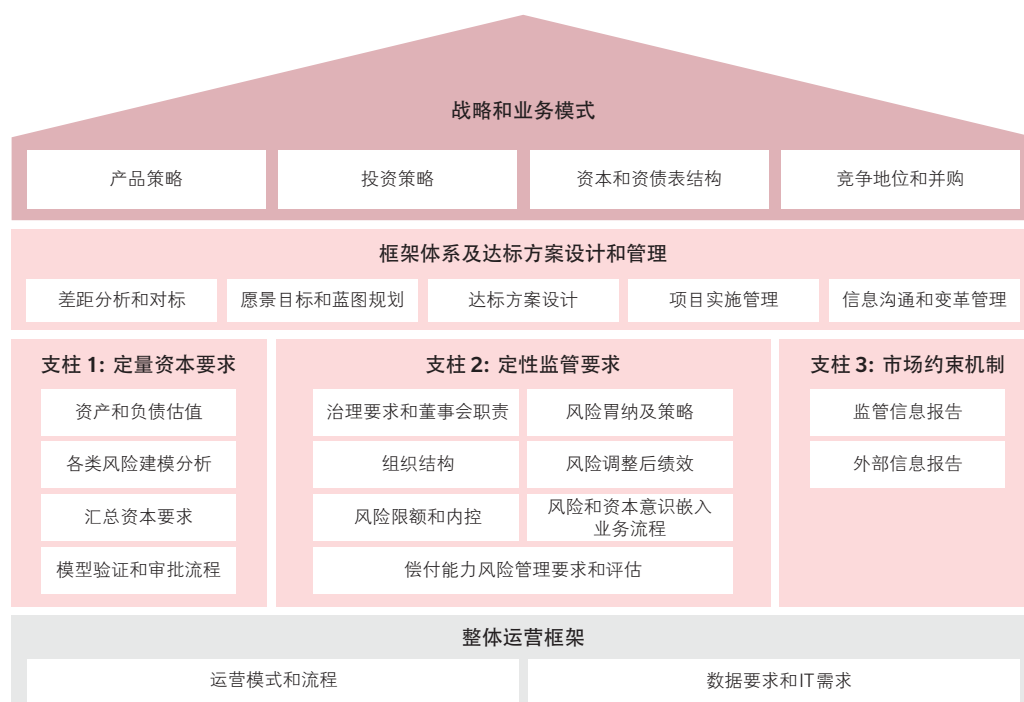 战略和业务模式
产品策略
投资策略
资本和资债表结构
竞争地位和并购
框架体系及达标方案设计和管理
差距分析和对标
愿景目标和蓝图规划
达标方案设计
项目实施管理
信息沟通和变革管理
支柱 1: 定量资本要求
资产和负债估值
各类风险建模分析
汇总资本要求
模型验证和审批流程
支柱 2: 定性监管要求
治理要求和董事会职责
风险胃纳及策略
组织结构
风险调整后绩效
风险限额和内控
风险和资本意识嵌入
业务流程
偿付能力风险管理要求和评估
支柱 3: 市场约束机制
监管信息报告
外部信息报告
整体运营框架
运营模式和流程
数据要求和IT需求